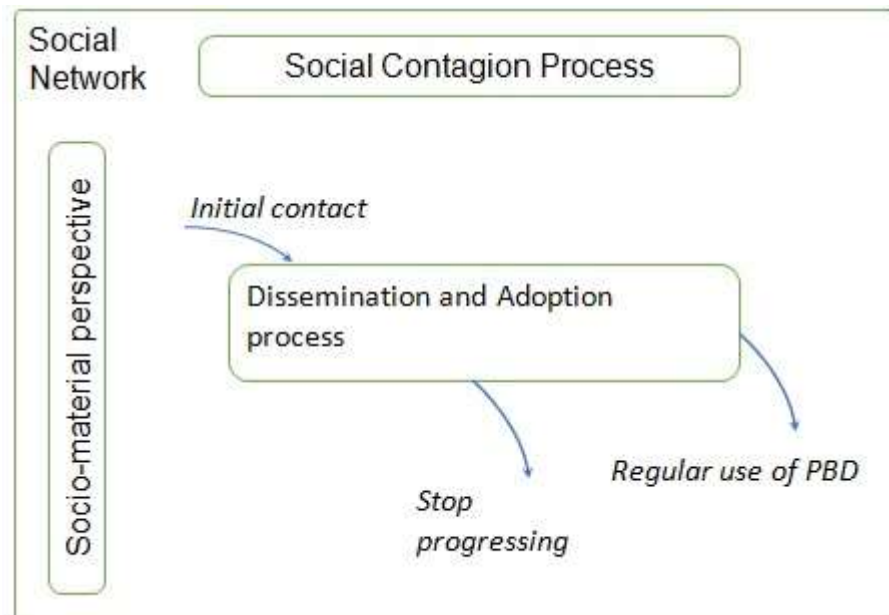 Social
Network
Social Contagion Process
Socio-material perspective
Initial contact
Dissemination and Adoption
process
Regular use of PBD
Stop
progressing